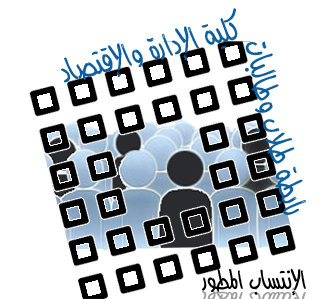 كلية الإدارة والاقتصاد
رابطة طلاب وطالبات
الإنتساب المطور